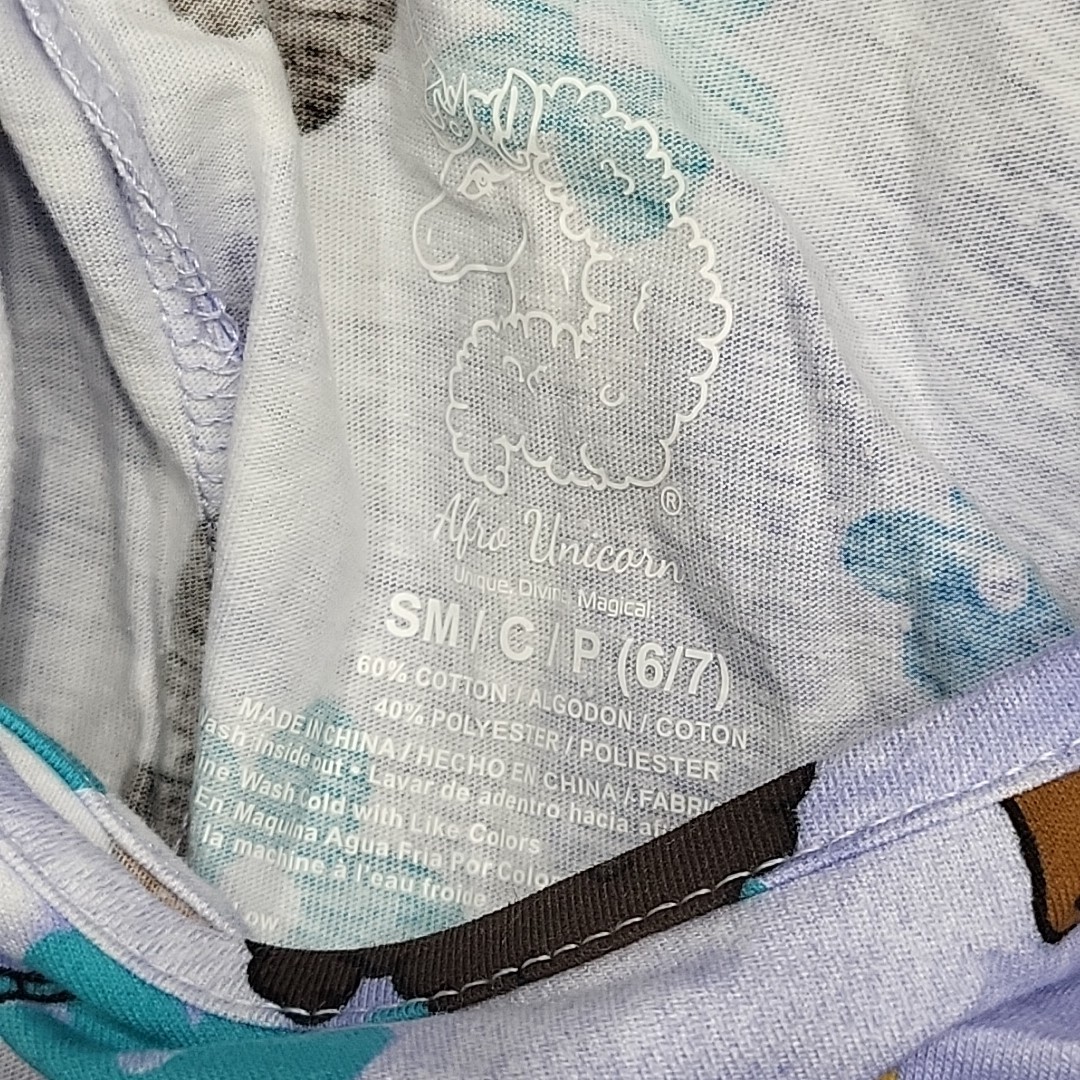 ®
Afro Unicorn
Unique, Divine, Magical
SM / C / P (6/7)
60% COTTON / ALGODON / COTON
40% POLYESTER / POLIESTER
MADE IN CHINA / HECHO EN CHINA / FABRIC
Wash inside out • Lavar de adentro hacia
Wash Cold with Like Colors
En Maquina Agua Fria Por Color
la machine à l'eau froide